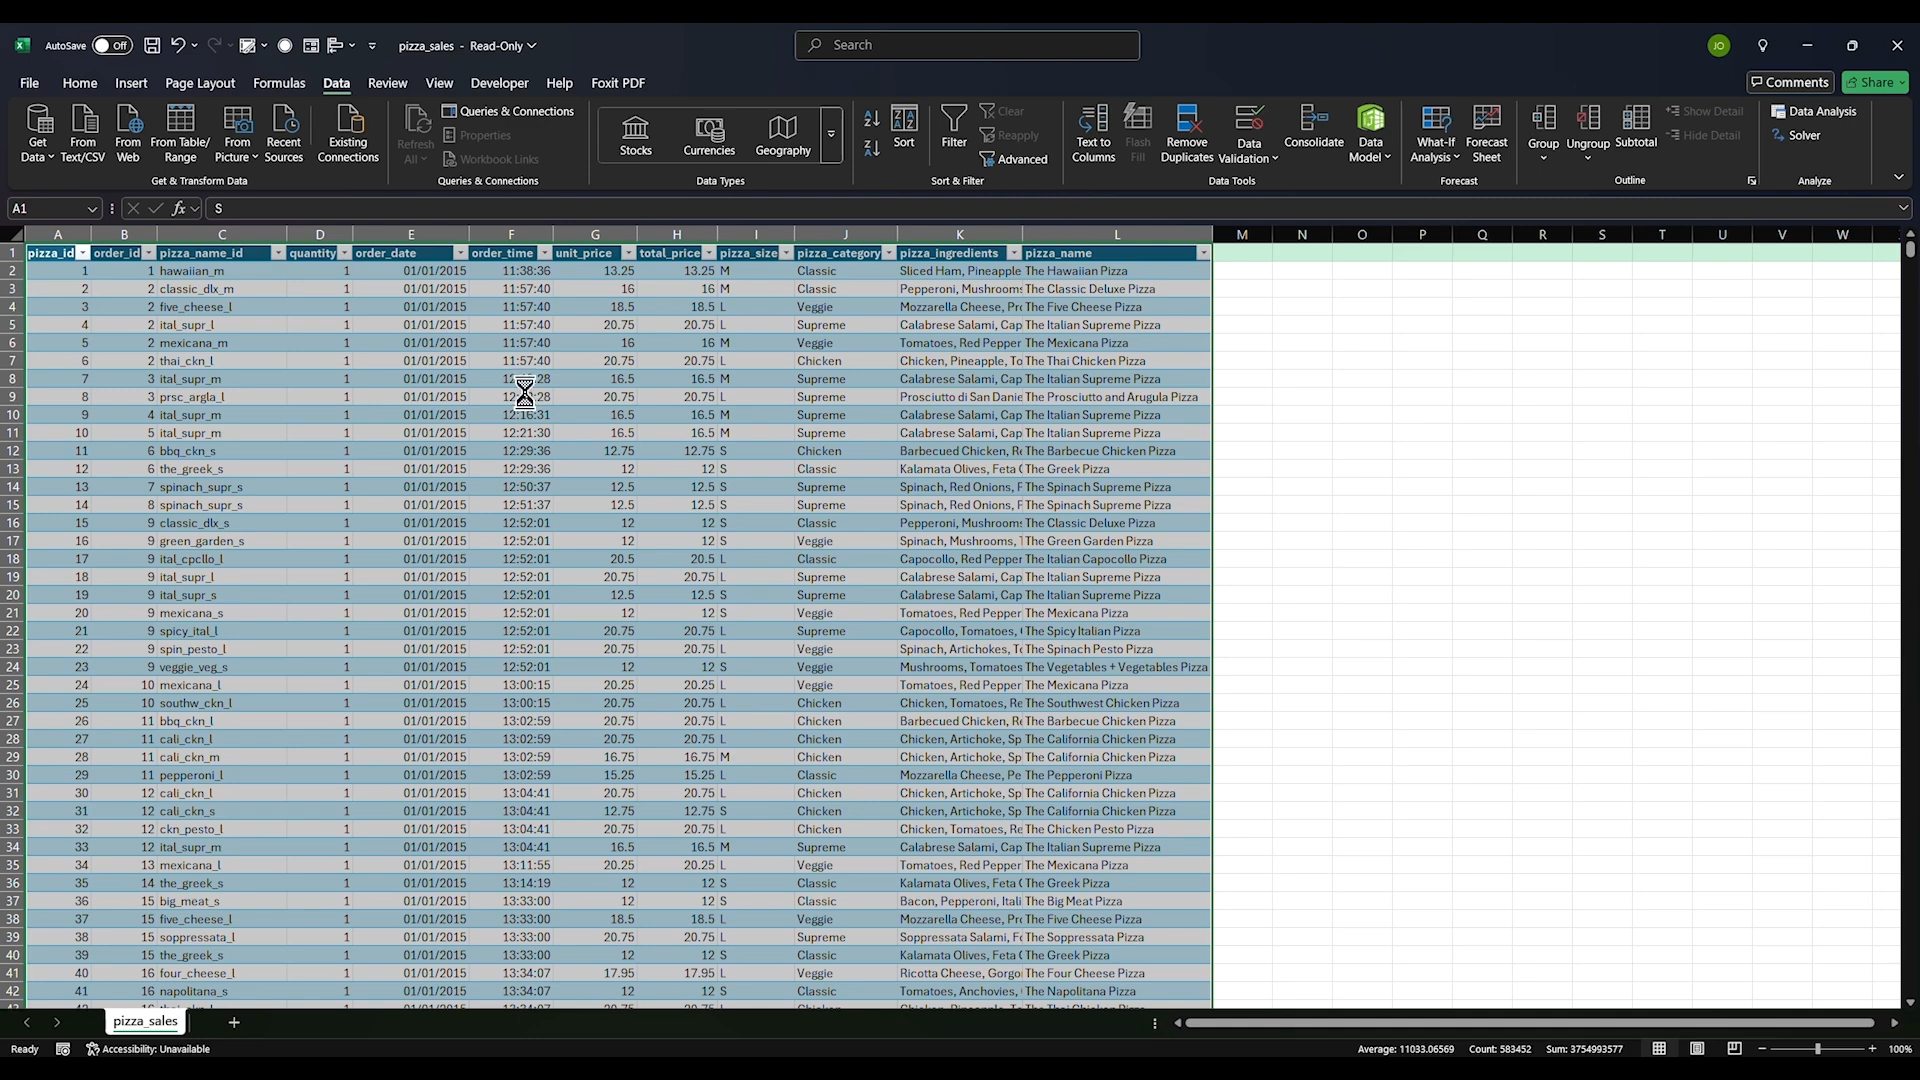 AutoSave Off pizza_sales - Read-Only Search JO
File Home Insert Page Layout Formulas Data Review View Developer Help Foxit PDF Comments Share
Get Data From Text/CSV From Web From Table/ Range From Picture Recent Sources Existing Connections
Get & Transform Data
Refresh All Queries & Connections Properties Workbook Links
Queries & Connections
Stocks Currencies Geography
Data Types
Sort Filter Clear Reapply Advanced
Sort & Filter
Text to Columns Flash Fill Remove Duplicates Data Validation Consolidate Data Model
Data Tools
What-If Analysis Forecast Sheet
Forecast
Group Ungroup Subtotal Show Detail Hide Detail
Outline
Data Analysis Solver
Analyze
A1 fx S
A B C D E F G H I J K L M N O P Q R S T U V W
1 pizza_id order_id pizza_name_id quantity order_date order_time unit_price total_price pizza_size pizza_category pizza_ingredients pizza_name
2 1 1 hawaiian_m 1 01/01/2015 11:38:36 13.25 13.25 M Classic Sliced Ham, Pineapple The Hawaiian Pizza
3 2 2 classic_dlx_m 1 01/01/2015 11:57:40 16 16 M Classic Pepperoni, Mushrooms The Classic Deluxe Pizza
4 3 2 five_cheese_l 1 01/01/2015 11:57:40 18.5 18.5 L Veggie Mozzarella Cheese, Pr The Five Cheese Pizza
5 4 2 ital_supr_l 1 01/01/2015 11:57:40 20.75 20.75 L Supreme Calabrese Salami, Cap The Italian Supreme Pizza
6 5 2 mexicana_m 1 01/01/2015 11:57:40 16 16 M Veggie Tomatoes, Red Pepper The Mexicana Pizza
7 6 2 thai_ckn_l 1 01/01/2015 11:57:40 20.75 20.75 L Chicken Chicken, Pineapple, To The Thai Chicken Pizza
8 7 3 ital_supr_m 1 01/01/2015 16.5 16.5 M Supreme Calabrese Salami, Cap The Italian Supreme Pizza
9 8 3 prsc_argla_l 1 01/01/2015 20.75 20.75 L Supreme Prosciutto di San Danie The Prosciutto and Arugula Pizza
10 9 4 ital_supr_m 1 01/01/2015 12:16:31 16.5 16.5 M Supreme Calabrese Salami, Cap The Italian Supreme Pizza
11 10 5 ital_supr_m 1 01/01/2015 12:21:30 16.5 16.5 M Supreme Calabrese Salami, Cap The Italian Supreme Pizza
12 11 6 bbq_ckn_s 1 01/01/2015 12:29:36 12.75 12.75 S Chicken Barbecued Chicken, Re The Barbecue Chicken Pizza
13 12 6 the_greek_s 1 01/01/2015 12:29:36 12 12 S Classic Kalamata Olives, Feta The Greek Pizza
14 13 7 spinach_supr_s 1 01/01/2015 12:50:37 12.5 12.5 S Supreme Spinach, Red Onions, The Spinach Supreme Pizza
15 14 8 spinach_supr_s 1 01/01/2015 12:51:37 12.5 12.5 S Supreme Spinach, Red Onions, The Spinach Supreme Pizza
16 15 9 classic_dlx_s 1 01/01/2015 12:52:01 12 12 S Classic Pepperoni, Mushrooms The Classic Deluxe Pizza
17 16 9 green_garden_s 1 01/01/2015 12:52:01 12 12 S Veggie Spinach, Mushrooms, The Green Garden Pizza
18 17 9 ital_cpcllo_l 1 01/01/2015 12:52:01 20.5 20.5 L Classic Capocollo, Red Pepper The Italian Capocollo Pizza
19 18 9 ital_supr_l 1 01/01/2015 12:52:01 20.75 20.75 L Supreme Calabrese Salami, Cap The Italian Supreme Pizza
20 19 9 ital_supr_s 1 01/01/2015 12:52:01 12.5 12.5 S Supreme Calabrese Salami, Cap The Italian Supreme Pizza
21 20 9 mexicana_s 1 01/01/2015 12:52:01 12 12 S Veggie Tomatoes, Red Pepper The Mexicana Pizza
22 21 9 spicy_ital_l 1 01/01/2015 12:52:01 20.75 20.75 L Supreme Capocollo, Tomatoes, The Spicy Italian Pizza
23 22 9 spin_pesto_l 1 01/01/2015 12:52:01 20.75 20.75 L Veggie Spinach, Artichokes, To The Spinach Pesto Pizza
24 23 9 veggie_veg_s 1 01/01/2015 12:52:01 12 12 S Veggie Mushrooms, Tomatoes The Vegetables + Vegetables Pizza
25 24 10 mexicana_l 1 01/01/2015 13:00:15 20.25 20.25 L Veggie Tomatoes, Red Pepper The Mexicana Pizza
26 25 10 southw_ckn_l 1 01/01/2015 13:00:15 20.75 20.75 L Chicken Chicken, Tomatoes, Re The Southwest Chicken Pizza
27 26 11 bbq_ckn_l 1 01/01/2015 13:02:59 20.75 20.75 L Chicken Barbecued Chicken, Re The Barbecue Chicken Pizza
28 27 11 cali_ckn_l 1 01/01/2015 13:02:59 20.75 20.75 L Chicken Chicken, Artichoke, Sp The California Chicken Pizza
29 28 11 cali_ckn_m 1 01/01/2015 13:02:59 16.75 16.75 M Chicken Chicken, Artichoke, Sp The California Chicken Pizza
30 29 11 pepperoni_l 1 01/01/2015 13:02:59 15.25 15.25 L Classic Mozzarella Cheese, Pe The Pepperoni Pizza
31 30 12 cali_ckn_l 1 01/01/2015 13:04:41 20.75 20.75 L Chicken Chicken, Artichoke, Sp The California Chicken Pizza
32 31 12 cali_ckn_s 1 01/01/2015 13:04:41 12.75 12.75 S Chicken Chicken, Artichoke, Sp The California Chicken Pizza
33 32 12 ckn_pesto_l 1 01/01/2015 13:04:41 20.75 20.75 L Chicken Chicken, Tomatoes, Re The Chicken Pesto Pizza
34 33 12 ital_supr_m 1 01/01/2015 13:04:41 16.5 16.5 M Supreme Calabrese Salami, Cap The Italian Supreme Pizza
35 34 13 mexicana_l 1 01/01/2015 13:11:55 20.25 20.25 L Veggie Tomatoes, Red Pepper The Mexicana Pizza
36 35 14 the_greek_s 1 01/01/2015 13:14:19 12 12 S Classic Kalamata Olives, Feta The Greek Pizza
37 36 15 big_meat_s 1 01/01/2015 13:33:00 12 12 S Classic Bacon, Pepperoni, Itali The Big Meat Pizza
38 37 15 five_cheese_l 1 01/01/2015 13:33:00 18.5 18.5 L Veggie Mozzarella Cheese, Pr The Five Cheese Pizza
39 38 15 soppressata_l 1 01/01/2015 13:33:00 20.75 20.75 L Supreme Soppressata Salami, Fo The Soppressata Pizza
40 39 15 the_greek_s 1 01/01/2015 13:33:00 12 12 S Classic Kalamata Olives, Feta The Greek Pizza
41 40 16 four_cheese_l 1 01/01/2015 13:34:07 17.95 17.95 L Veggie Ricotta Cheese, Gorgo The Four Cheese Pizza
42 41 16 napolitana_s 1 01/01/2015 13:34:07 12 12 S Classic Tomatoes, Anchovies, The Napolitana Pizza
pizza_sales
Ready Accessibility: Unavailable Average: 11033.06569 Count: 583452 Sum: 3754993577 100%